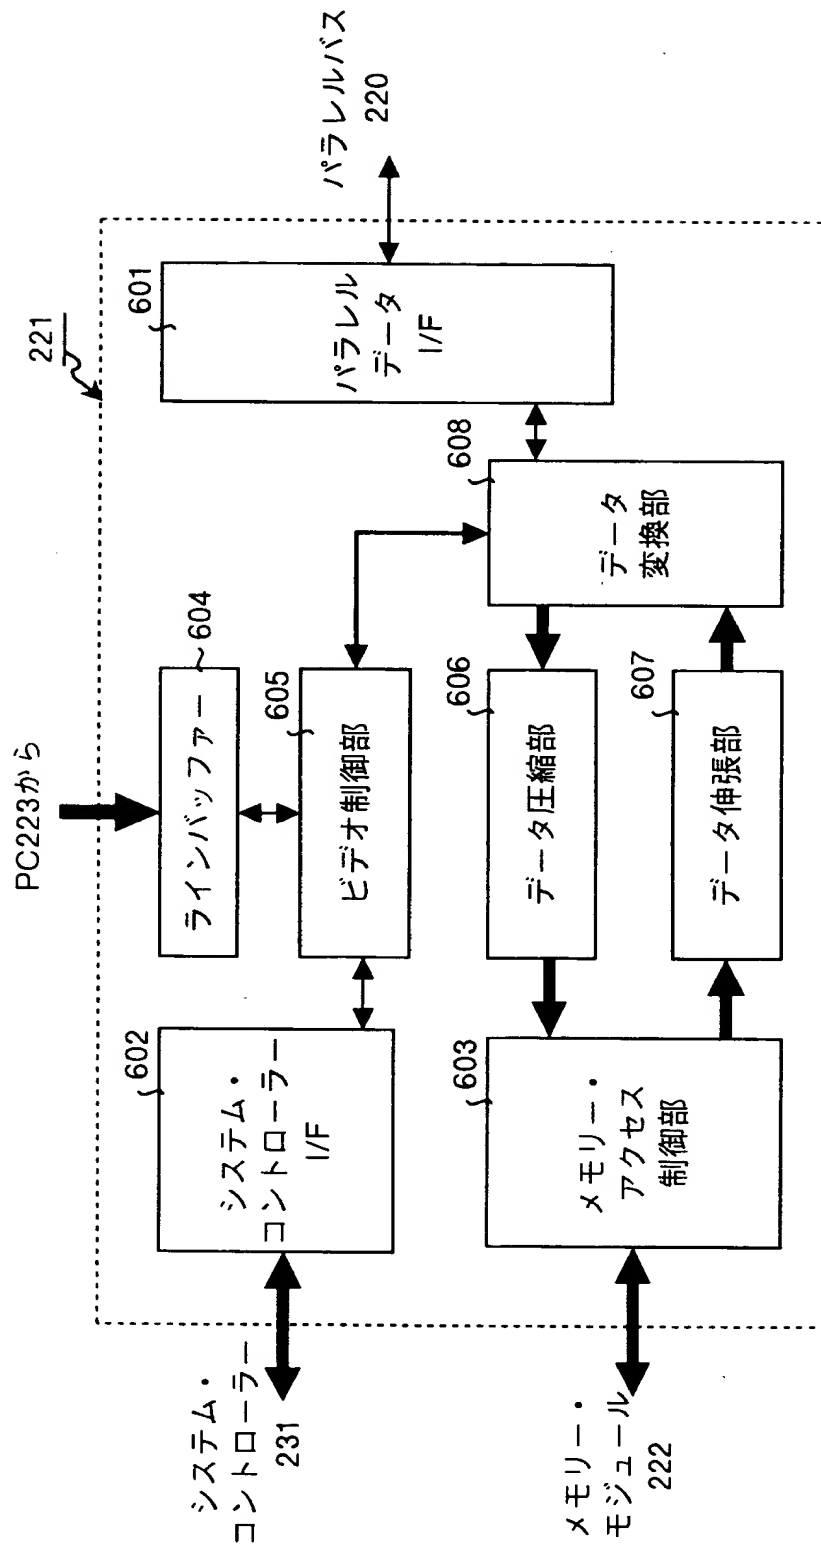 221
PC223から
パラレルバス
220
システム・
コントローラー
231
メモリー・
モジュール
222
602
システム・
コントローラー
I/F
604
ラインバッファー
605
ビデオ制御部
601
パラレル
データ
I/F
603
メモリー・
アクセス
制御部
606
データ圧縮部
607
データ伸張部
608
データ
変換部